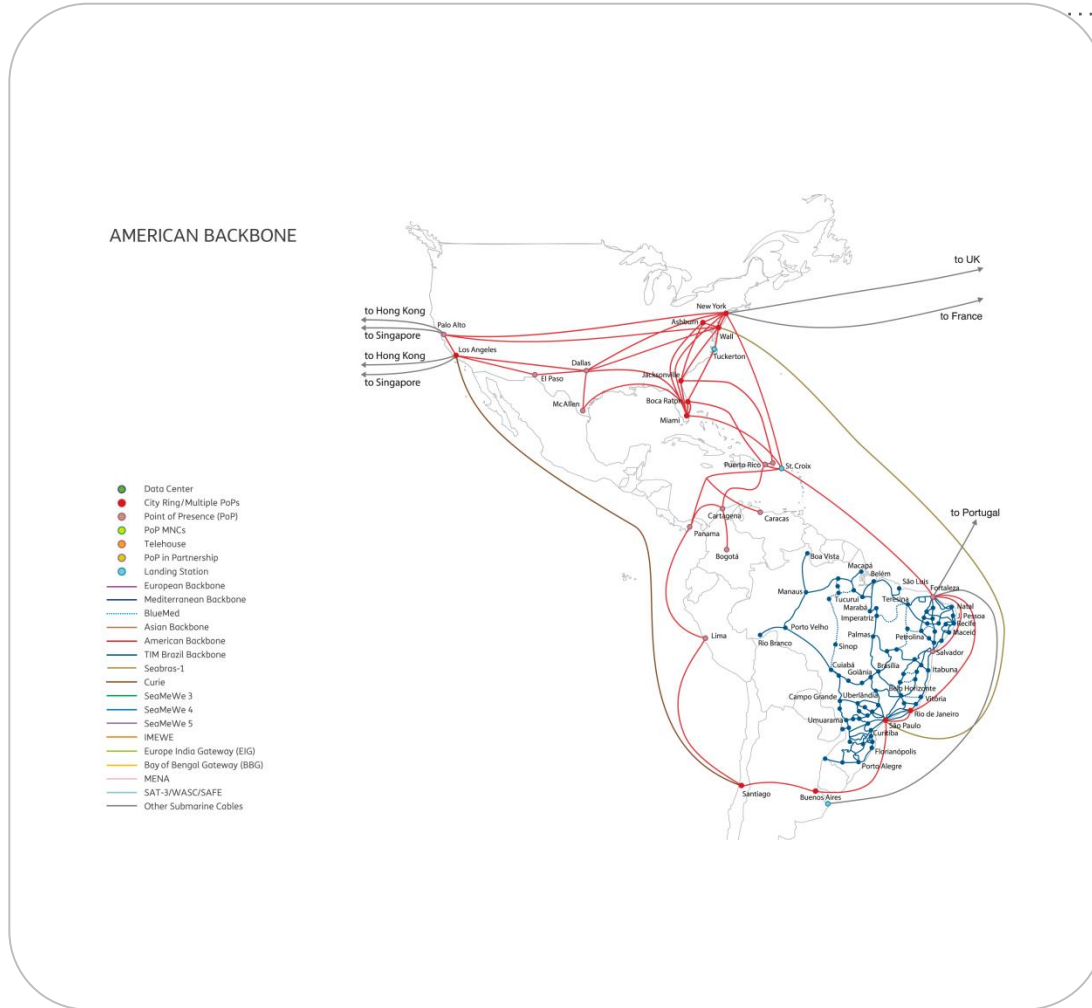 AMERICAN BACKBONE
to UK
to France
to Hong Kong
to Singapore
to Hong Kong
to Singapore
to Portugal
New York
Ashburn
Wall
Tuckerton
Palo Alto
Los Angeles
Dallas
El Paso
McAllen
Jacksonville
Boca Raton
Miami
Puerto Rico
St. Croix
Cartagena
Caracas
Panama
Bogotá
Boa Vista
Macapá
Belém
São Luis
Fortaleza
Manaus
Tucuruí
Teresina
Marabá
Natal
Imperatriz
J. Pessoa
Recife
Porto Velho
Maceió
Lima
Rio Branco
Palmas
Petrolina
Sinop
Salvador
Cuiabá
Brasília
Itabuna
Goiânia
Campo Grande
Uberlândia
Belo Horizonte
Vitória
Umuarama
São Paulo
Rio de Janeiro
Curitiba
Florianópolis
Porto Alegre
Santiago
Buenos Aires
Data Center
City Ring/Multiple PoPs
Point of Presence (PoP)
PoP MNCs
Telehouse
PoP in Partnership
Landing Station
European Backbone
Mediterranean Backbone
BlueMed
Asian Backbone
American Backbone
TIM Brazil Backbone
Seabras-1
Curie
SeaMeWe 3
SeaMeWe 4
SeaMeWe 5
IMEWE
Europe India Gateway (EIG)
Bay of Bengal Gateway (BBG)
MENA
SAT-3/WASC/SAFE
Other Submarine Cables